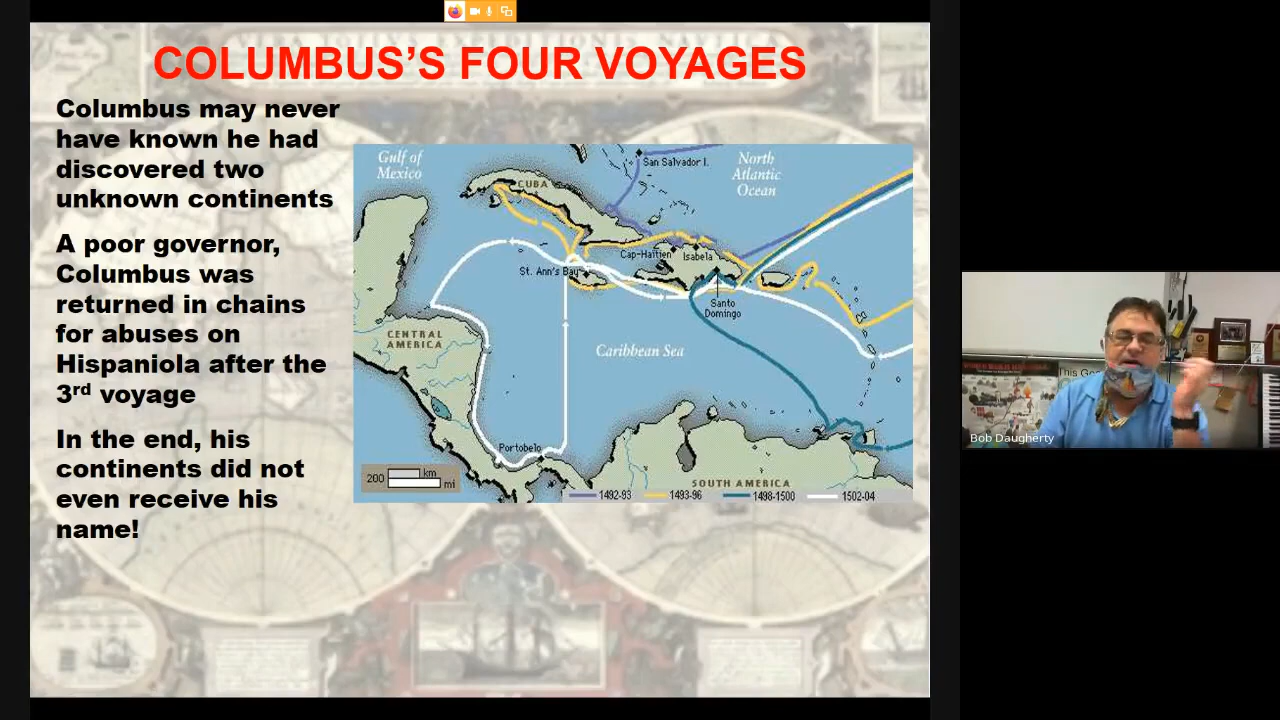 COLUMBUS'S FOUR VOYAGES
Columbus may never
have known he had
discovered two
unknown continents
A poor governor,
Columbus was
returned in chains
for abuses on
Hispaniola after the
3rd voyage
In the end, his
continents did not
even receive his
name!
Gulf of
Mexico
San Salvador I.
North
Atlantic
Ocean
CUBA
Cap-Haïtien
Isabela
St. Ann's Bay
Santo
Domingo
CENTRAL
AMERICA
Caribbean Sea
Portobelo
200
km
mi
SOUTH AMERICA
1492-93
1493-96
1498-1500
1502-04
This
Bob Daugherty